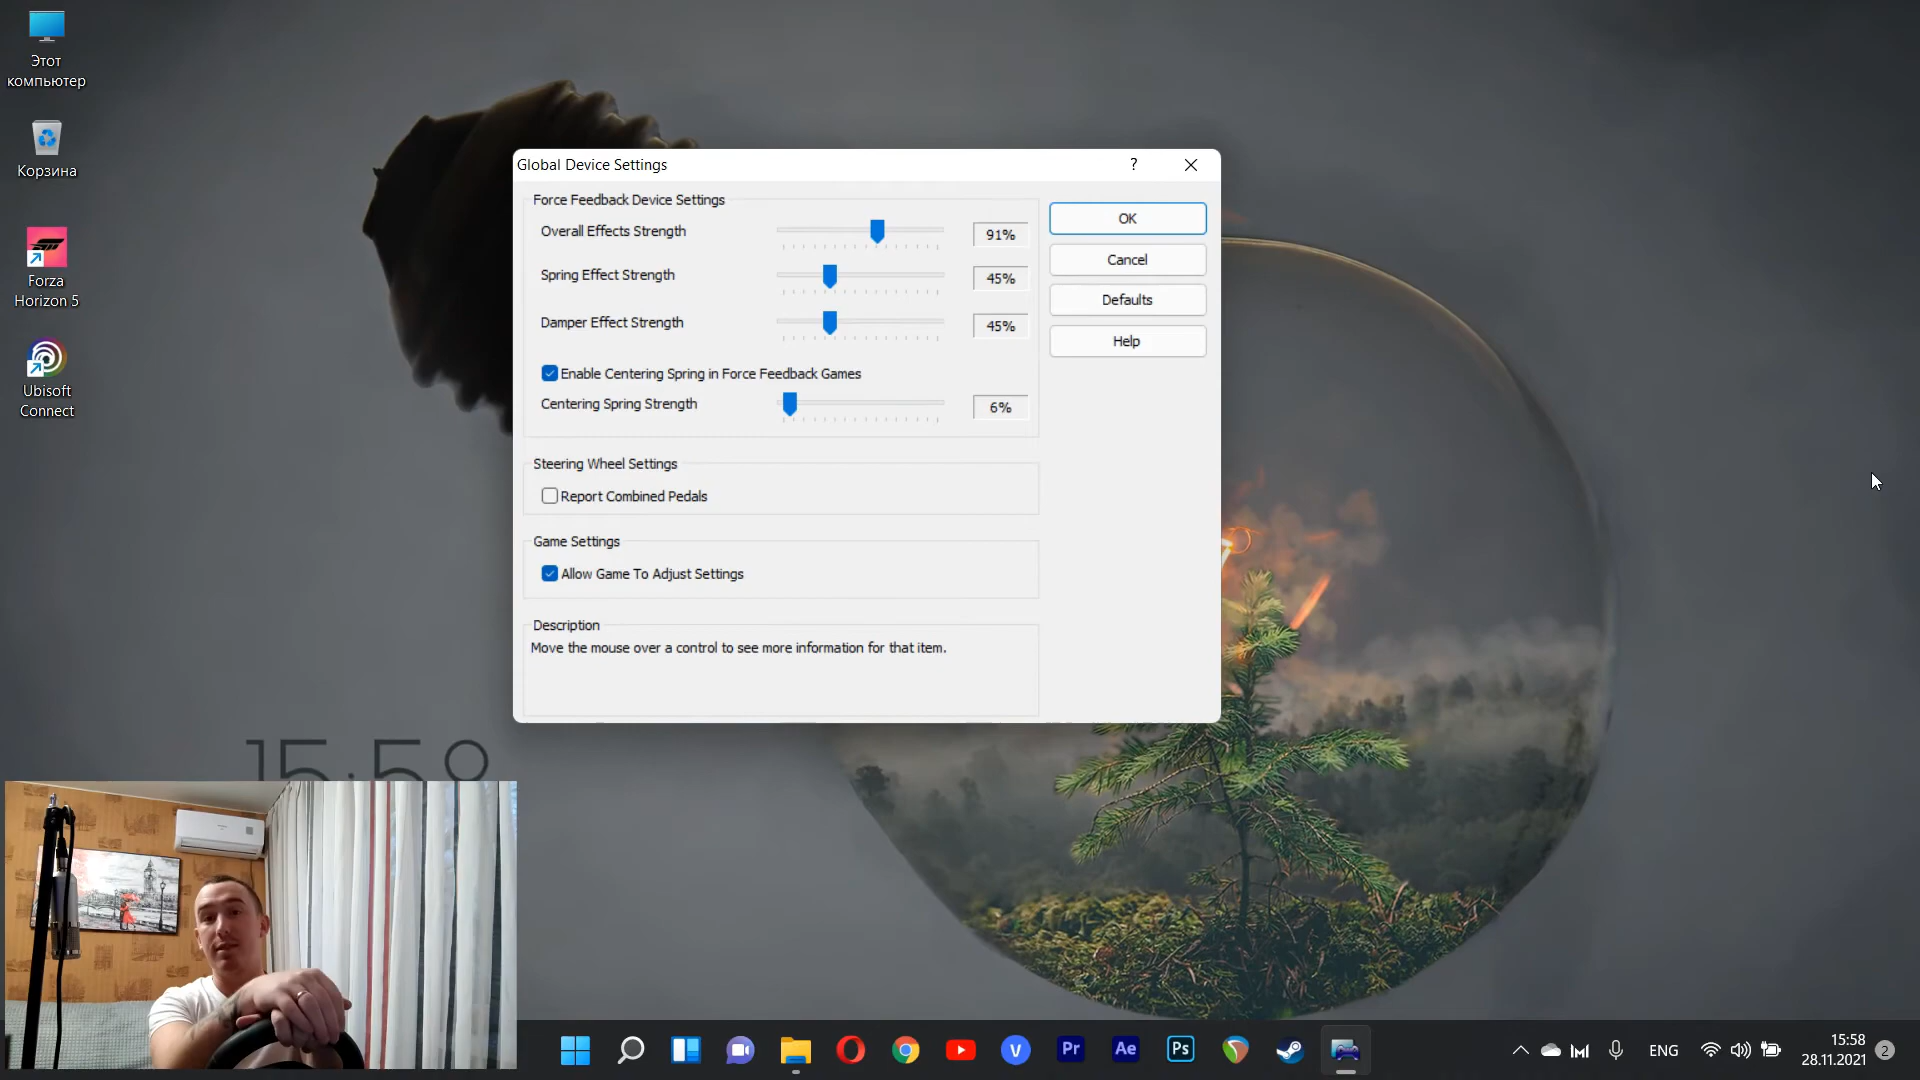 Этот
компьютер
Корзина
Forza
Horizon 5
Ubisoft
Connect
Global Device Settings
?
Force Feedback Device Settings
Overall Effects Strength
91%
Spring Effect Strength
45%
Damper Effect Strength
45%
Enable Centering Spring in Force Feedback Games
Centering Spring Strength
6%
OK
Cancel
Defaults
Help
Steering Wheel Settings
Report Combined Pedals
Game Settings
Allow Game To Adjust Settings
Description
Move the mouse over a control to see more information for that item.
V
Pr
Ae
Ps
ENG
15:58
28.11.2021
2